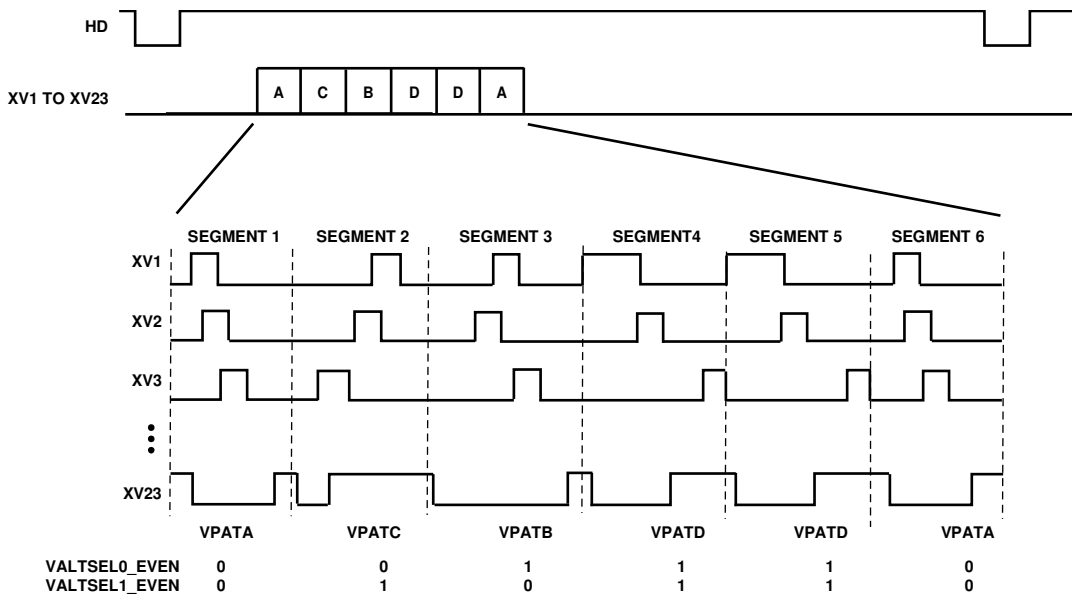 HD
XV1 TO XV23
A C B D D A
SEGMENT 1 SEGMENT 2 SEGMENT 3 SEGMENT4 SEGMENT 5 SEGMENT 6
XV1
XV2
XV3
XV23
VPATA VPATC VPATB VPATD VPATD VPATA
VALTSEL0_EVEN 0 0 1 1 1 0
VALTSEL1_EVEN 0 1 0 1 1 0